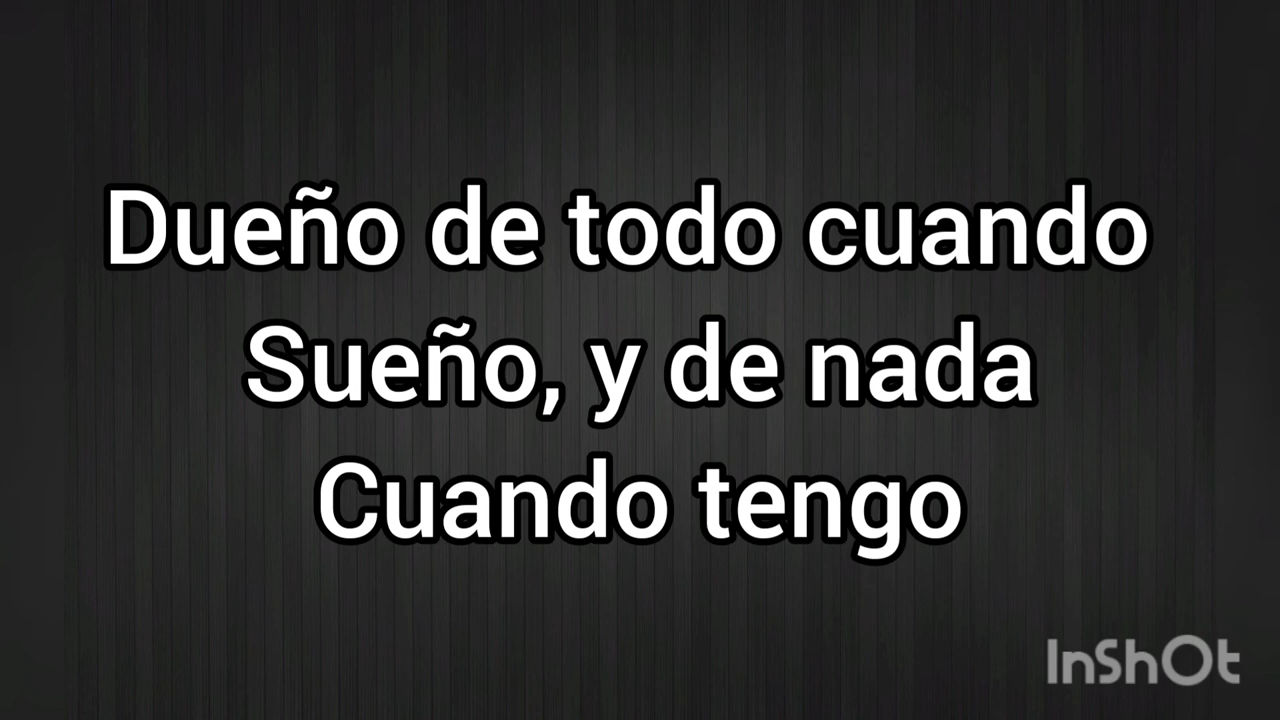 Dueño de todo cuando
Sueño, y de nada
Cuando tengo
InShOt